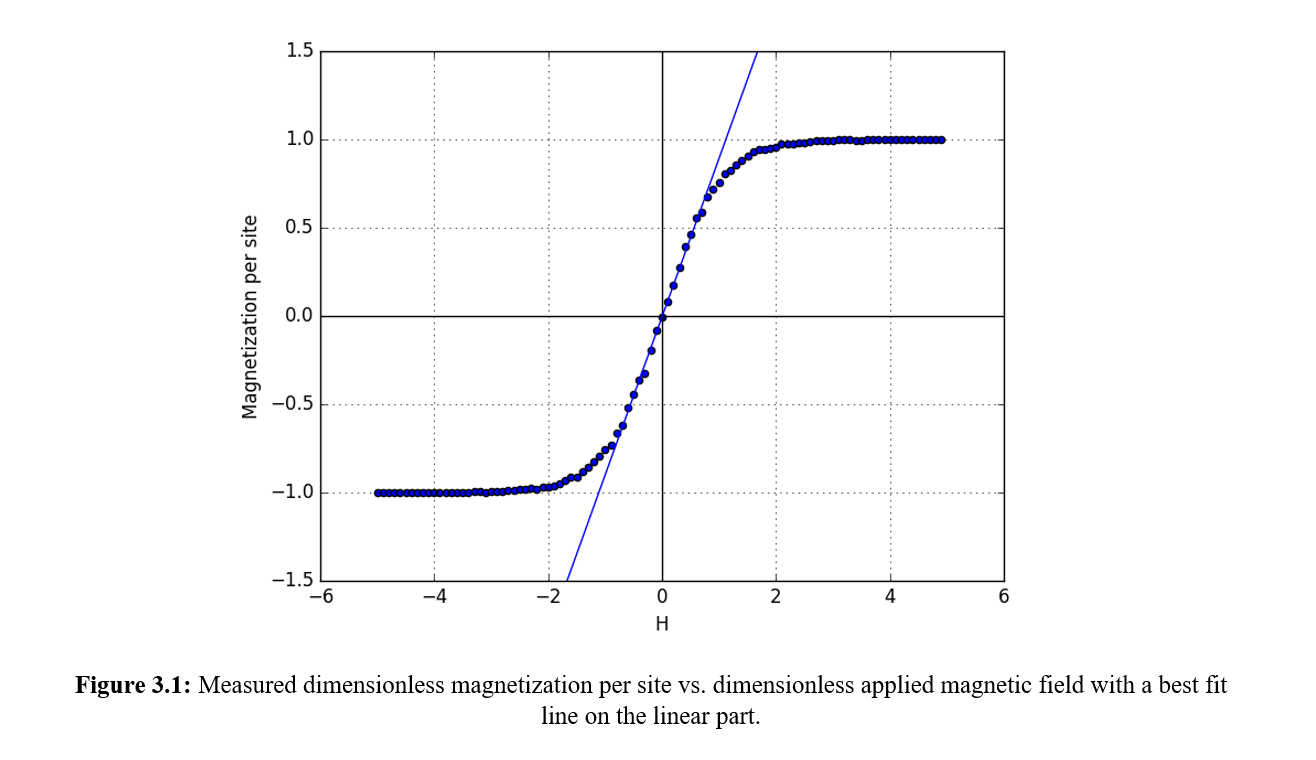 1.5
1.0
0.5
0.0
−0.5
−1.0
−1.5
Magnetization per site
−6 −4 −2 0 2 4 6
H
Figure 3.1: Measured dimensionless magnetization per site vs. dimensionless applied magnetic field with a best fit
line on the linear part.